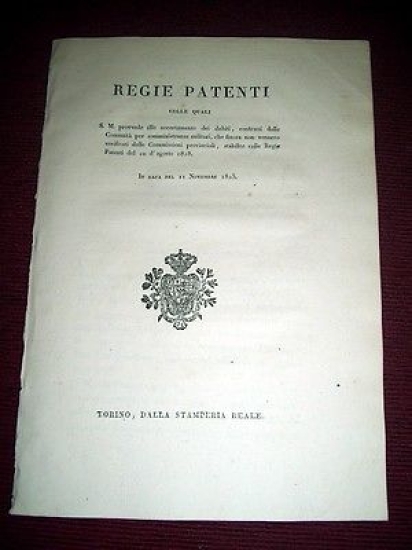 REGIE PATENTI
COLLE QUALI
S. M. provvede allo accertamento dei debiti, contratti dalle
Comunità per somministranze militari, che finora non vennero
verificati dalle Commissioni provinciali, stabilite colle Regie
Patenti del 10 d'agosto 1818.
In data del 11 Novembre 1823.
TORINO, DALLA STAMPERIA REALE.